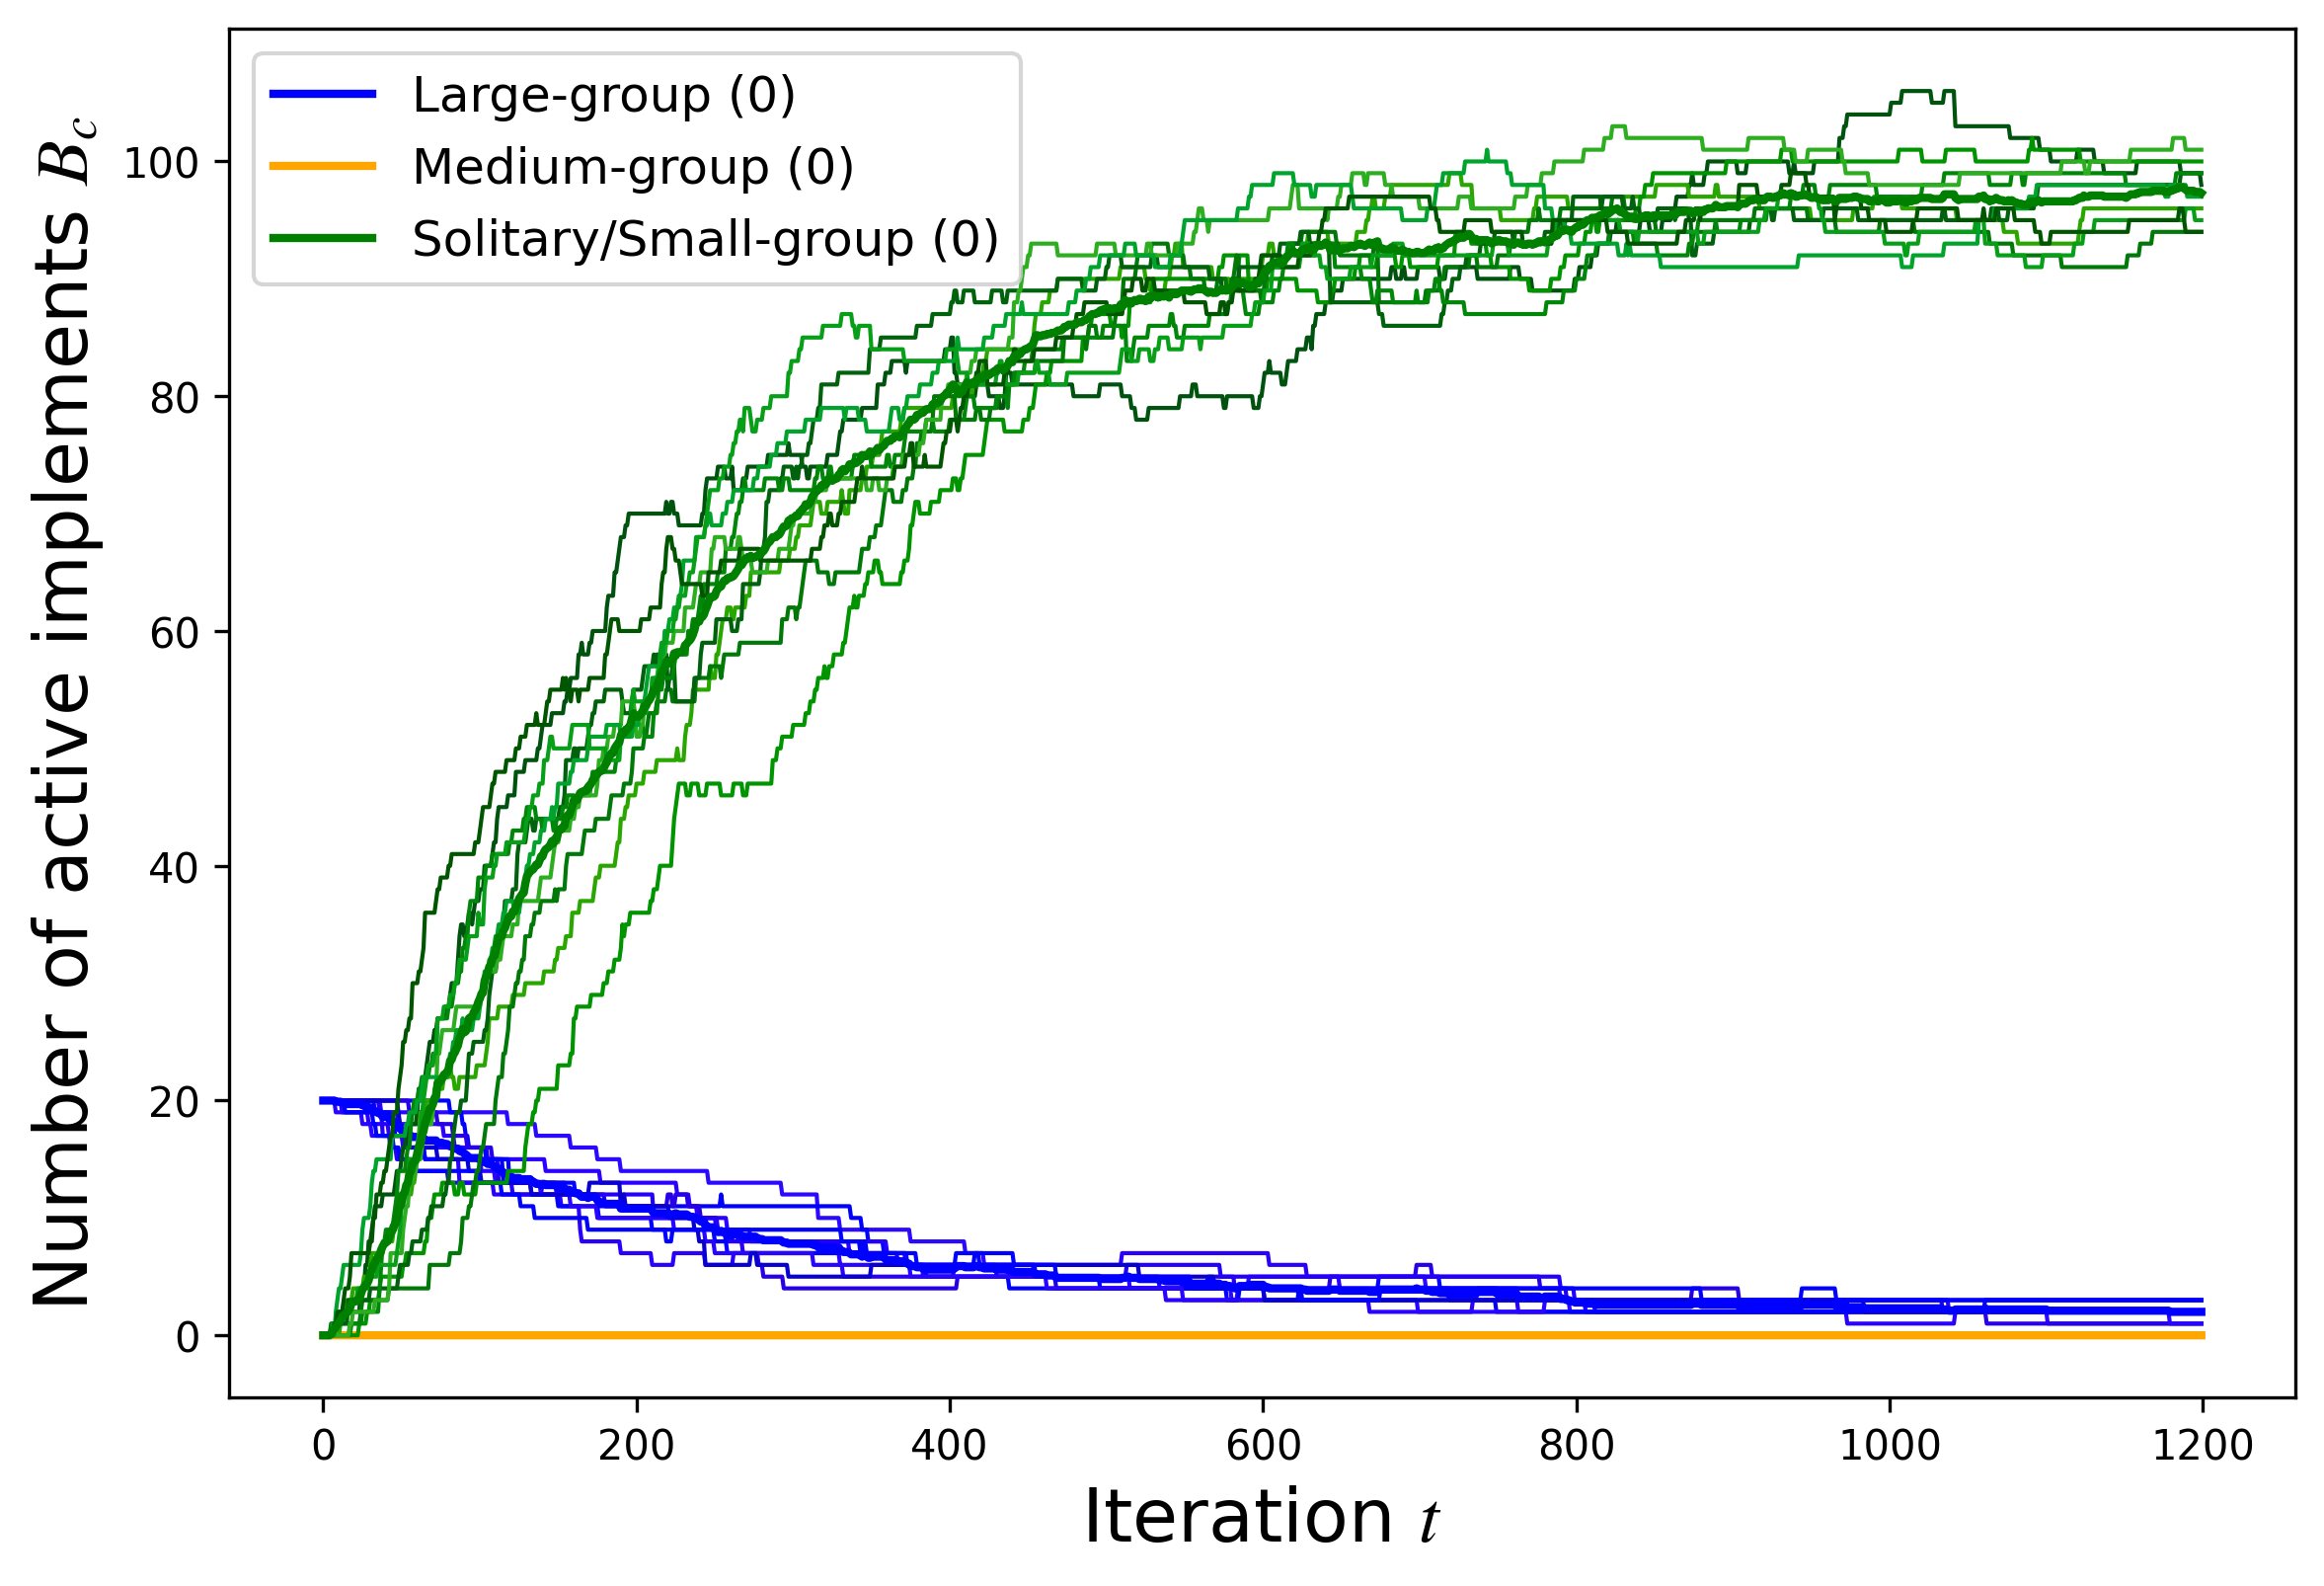 Large-group (0)
Medium-group (0)
Solitary/Small-group (0)
Number of active implements B_c
100
80
60
40
20
0
0 200 400 600 800 1000 1200
Iteration t